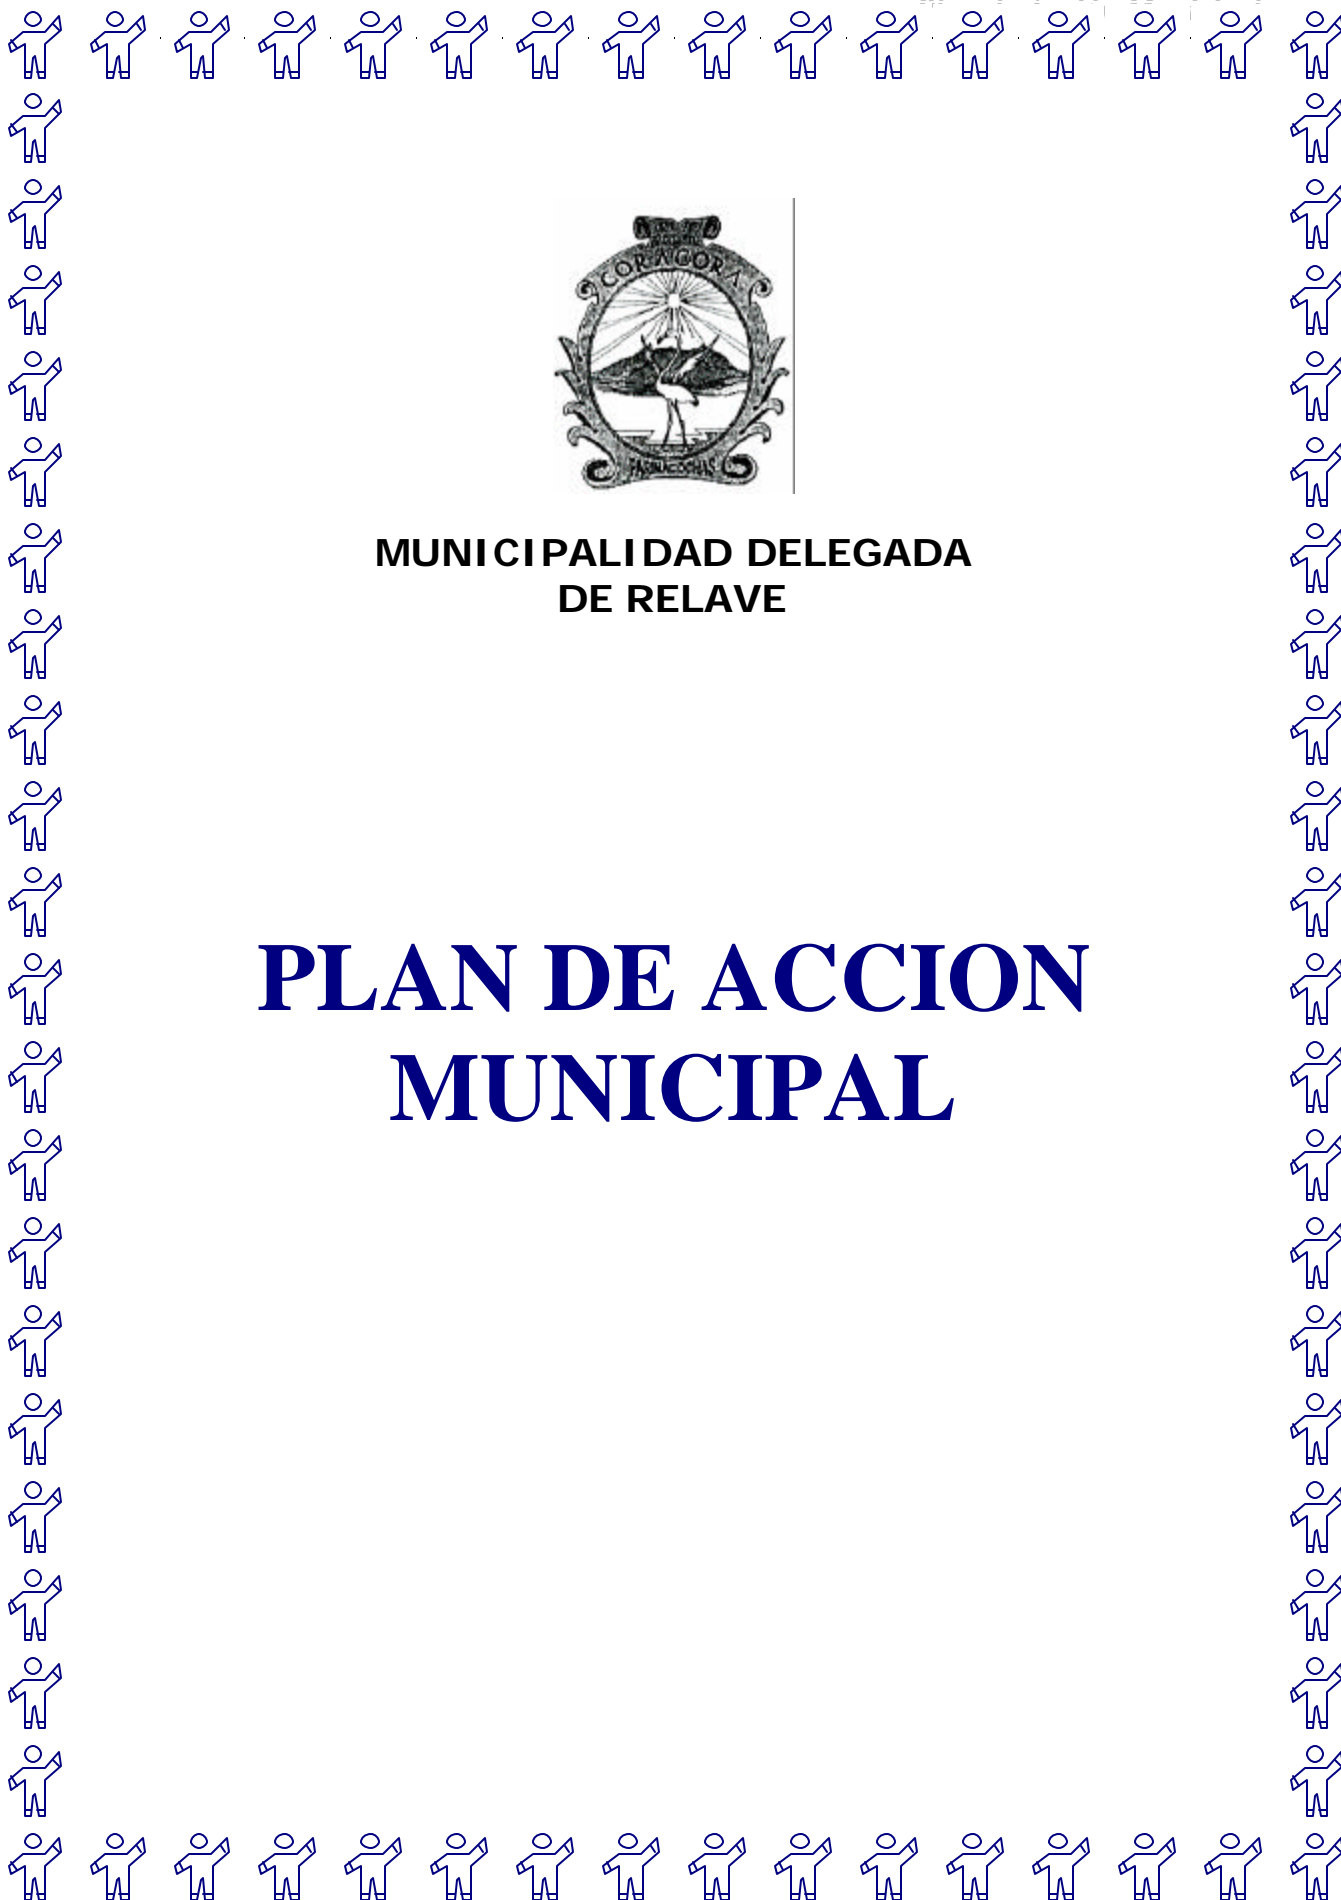 CORACORA
PARINACOCHAS
MUNICIPALIDAD DELEGADA
DE RELAVE
PLAN DE ACCION
MUNICIPAL